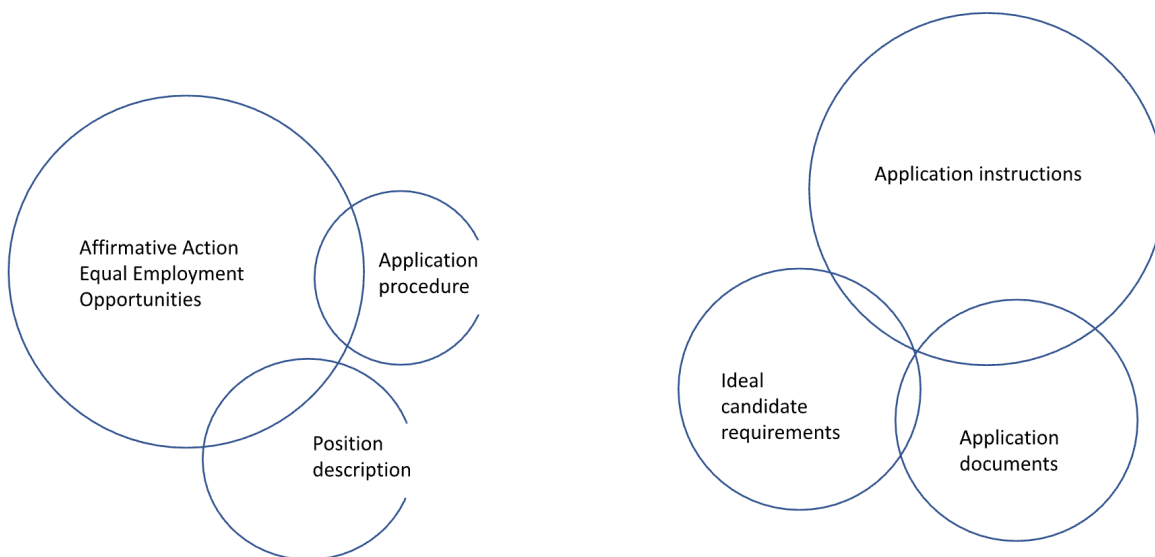 Affirmative Action
Equal Employment
Opportunities
Application
procedure
Position
description
Application instructions
Ideal
candidate
requirements
Application
documents